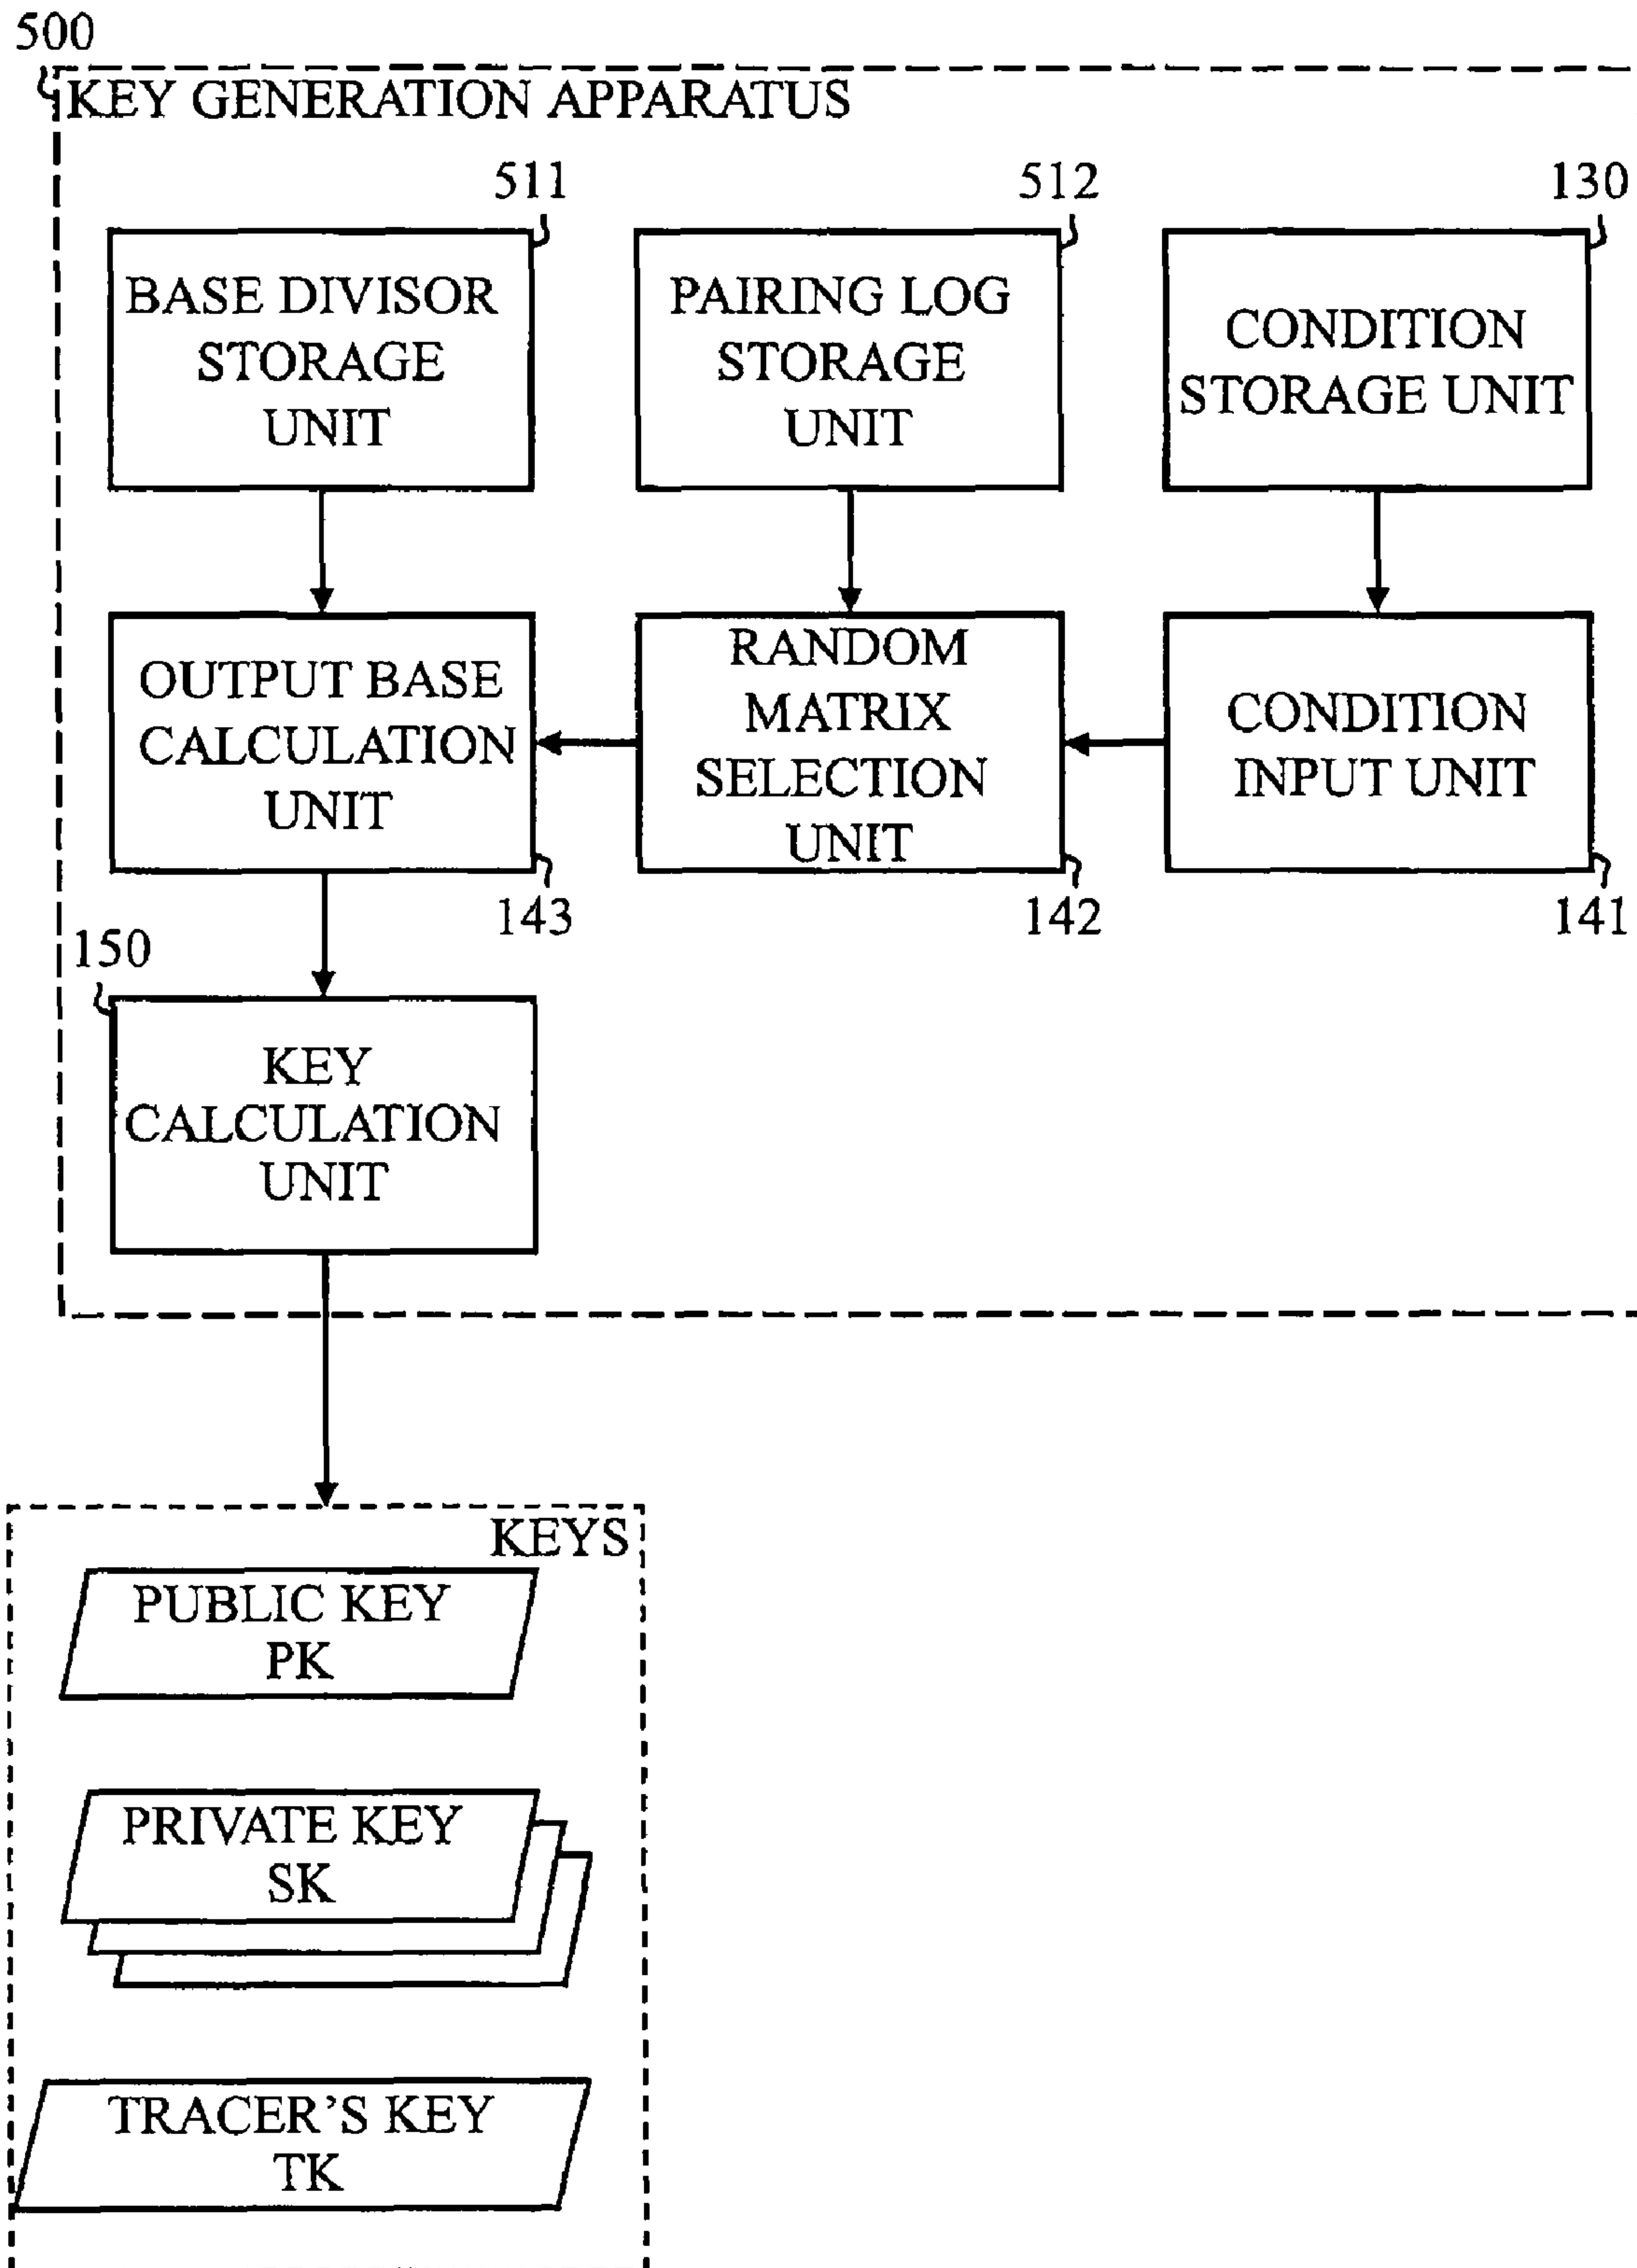 500
KEY GENERATION APPARATUS
511
512
130
BASE DIVISOR
STORAGE
UNIT
PAIRING LOG
STORAGE
UNIT
CONDITION
STORAGE UNIT
OUTPUT BASE
CALCULATION
UNIT
RANDOM
MATRIX
SELECTION
UNIT
CONDITION
INPUT UNIT
143
142
141
150
KEY
CALCULATION
UNIT
KEYS
PUBLIC KEY
PK
PRIVATE KEY
SK
TRACER'S KEY
TK